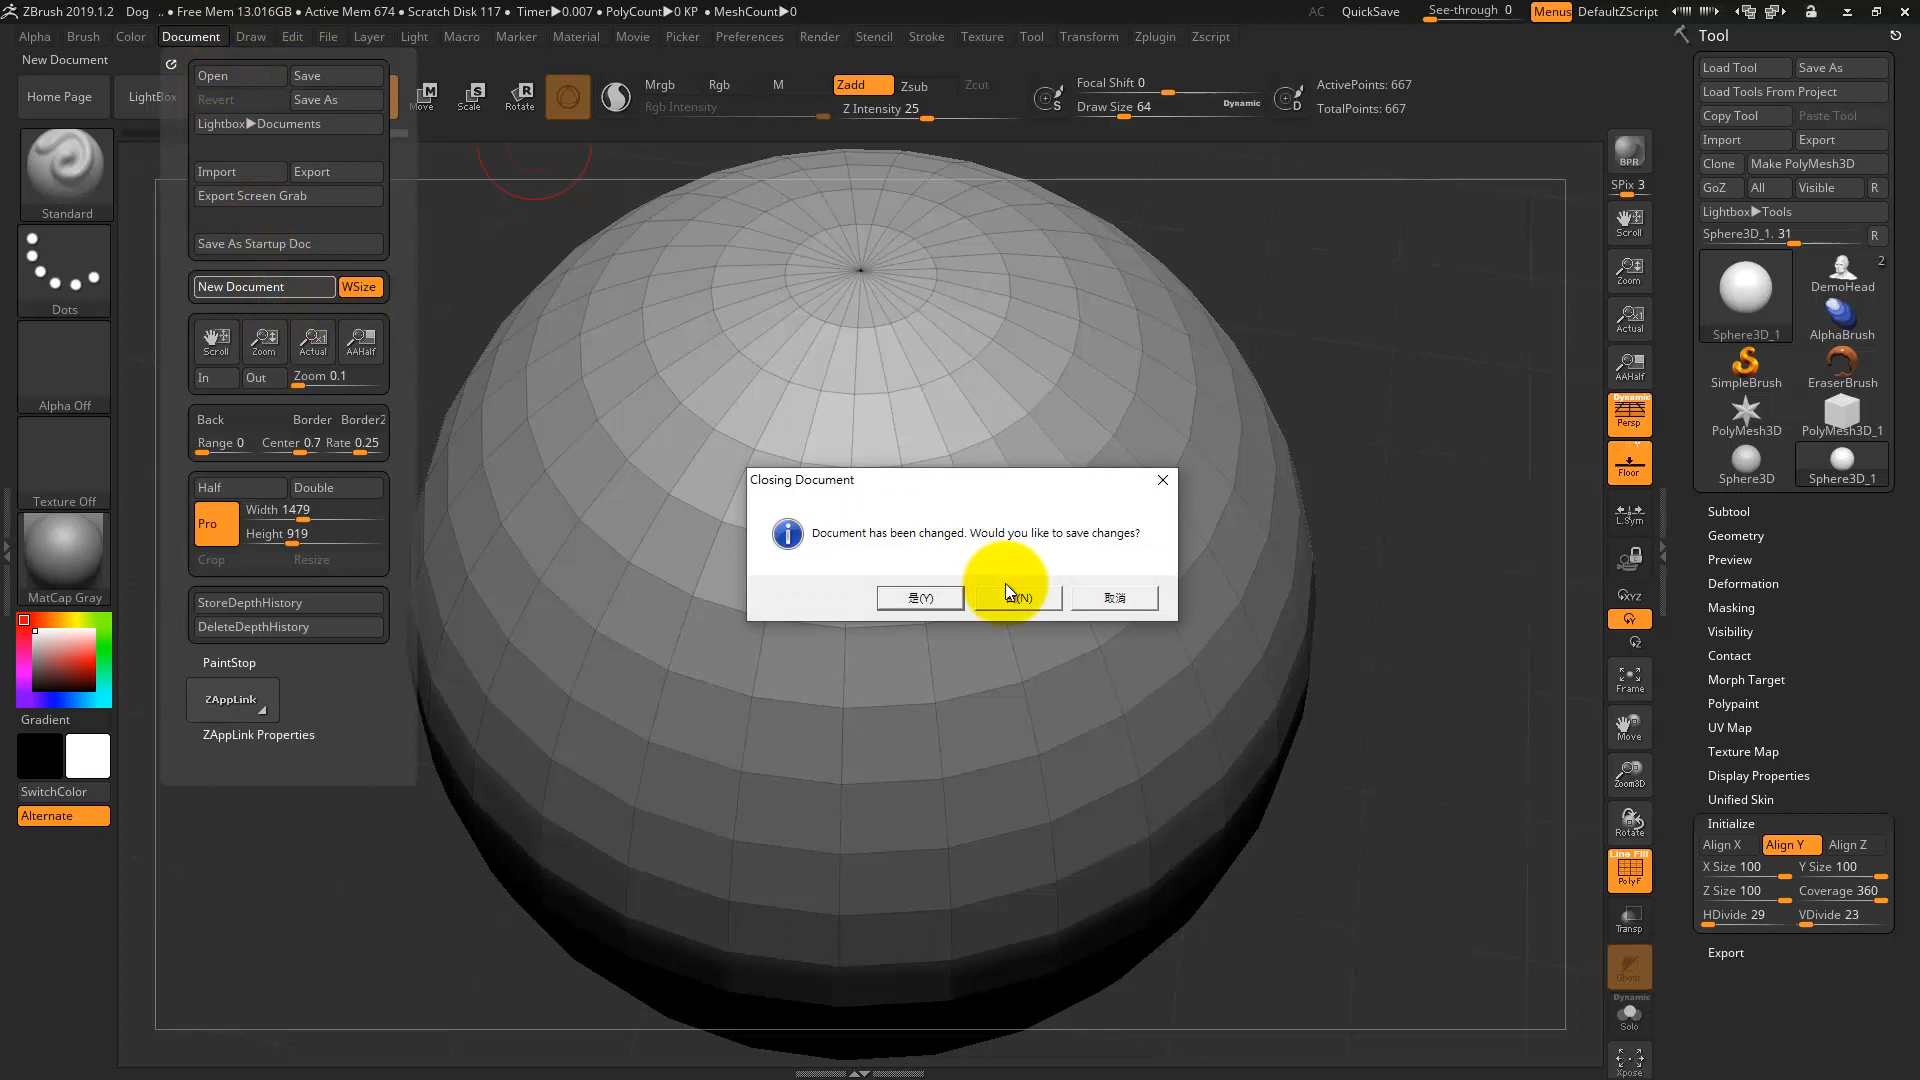 ZBrush 2019.1.2 Dog .. • Free Mem 13.016GB • Active Mem 674 • Scratch Disk 117 • Timer▶0.007 • PolyCount▶0 KP • MeshCount▶0
AC QuickSave See-through 0 Menus DefaultZScript
Alpha Brush Color Document Draw Edit File Layer Light Macro Marker Material Movie Picker Preferences Render Stencil Stroke Texture Tool Transform Zplugin Zscript
New Document
Home Page
Standard
Dots
Alpha Off
Texture Off
MatCap Gray
Gradient
SwitchColor
Alternate
Open Save
Revert Save As
Lightbox▶Documents
Import Export
Export Screen Grab
Save As Startup Doc
New Document WSize
Scroll Zoom Actual AAHalf
In Out Zoom 0.1
Back Border Border2
Range 0 Center 0.7 Rate 0.25
Half Double
Pro Width 1479
Height 919
Crop Resize
StoreDepthHistory
DeleteDepthHistory
PaintStop
ZAppLink
ZAppLink Properties
M S R
Move Scale Rotate
Mrgb Rgb M
Rgb Intensity
Zadd Zsub Zcut
Z Intensity 25
S
Focal Shift 0
Draw Size 64 Dynamic
D
ActivePoints: 667
TotalPoints: 667
Closing Document
Document has been changed. Would you like to save changes?
是(Y) (N) 取消
BPR
SPix 3
Scroll
Zoom
Actual
AAHalf
Dynamic
Persp
Floor
L.Sym
XYZ
Y
Z
Frame
Move
Zoom3D
Rotate
Line Fill
PolyF
Transp
Ghost
Dynamic
Solo
Xpose
Tool
Load Tool Save As
Load Tools From Project
Copy Tool Paste Tool
Import Export
Clone Make PolyMesh3D
GoZ All Visible R
Lightbox▶Tools
Sphere3D_1. 31 R
Sphere3D_1
2
DemoHead
AlphaBrush
SimpleBrush EraserBrush
PolyMesh3D PolyMesh3D_1
Sphere3D Sphere3D_1
Subtool
Geometry
Preview
Deformation
Masking
Visibility
Contact
Morph Target
Polypaint
UV Map
Texture Map
Display Properties
Unified Skin
Initialize
Align X Align Y Align Z
X Size 100 Y Size 100
Z Size 100 Coverage 360
HDivide 29 VDivide 23
Export